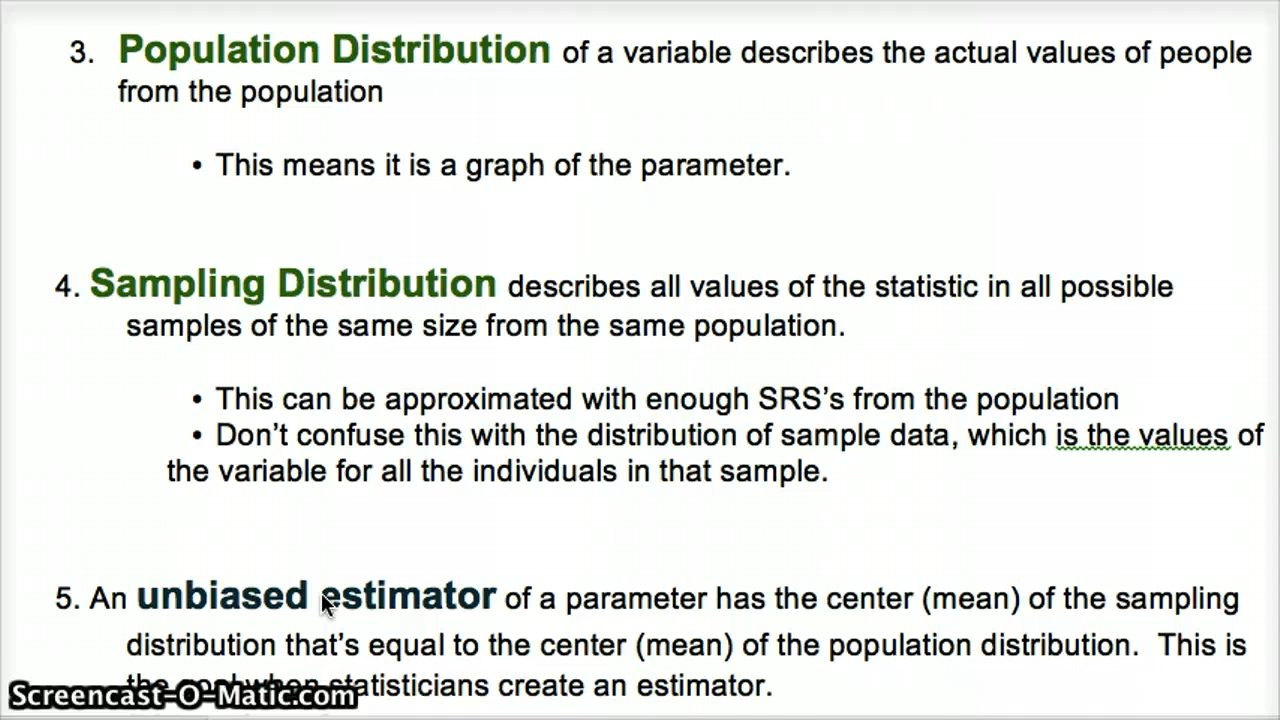 3. Population Distribution of a variable describes the actual values of people
from the population
• This means it is a graph of the parameter.
4. Sampling Distribution describes all values of the statistic in all possible
samples of the same size from the same population.
• This can be approximated with enough SRS’s from the population
• Don’t confuse this with the distribution of sample data, which is the values of
the variable for all the individuals in that sample.
5. An unbiased estimator of a parameter has the center (mean) of the sampling
distribution that’s equal to the center (mean) of the population distribution. This is
the goal when statisticians create an estimator.
Screencast-O-Matic.com